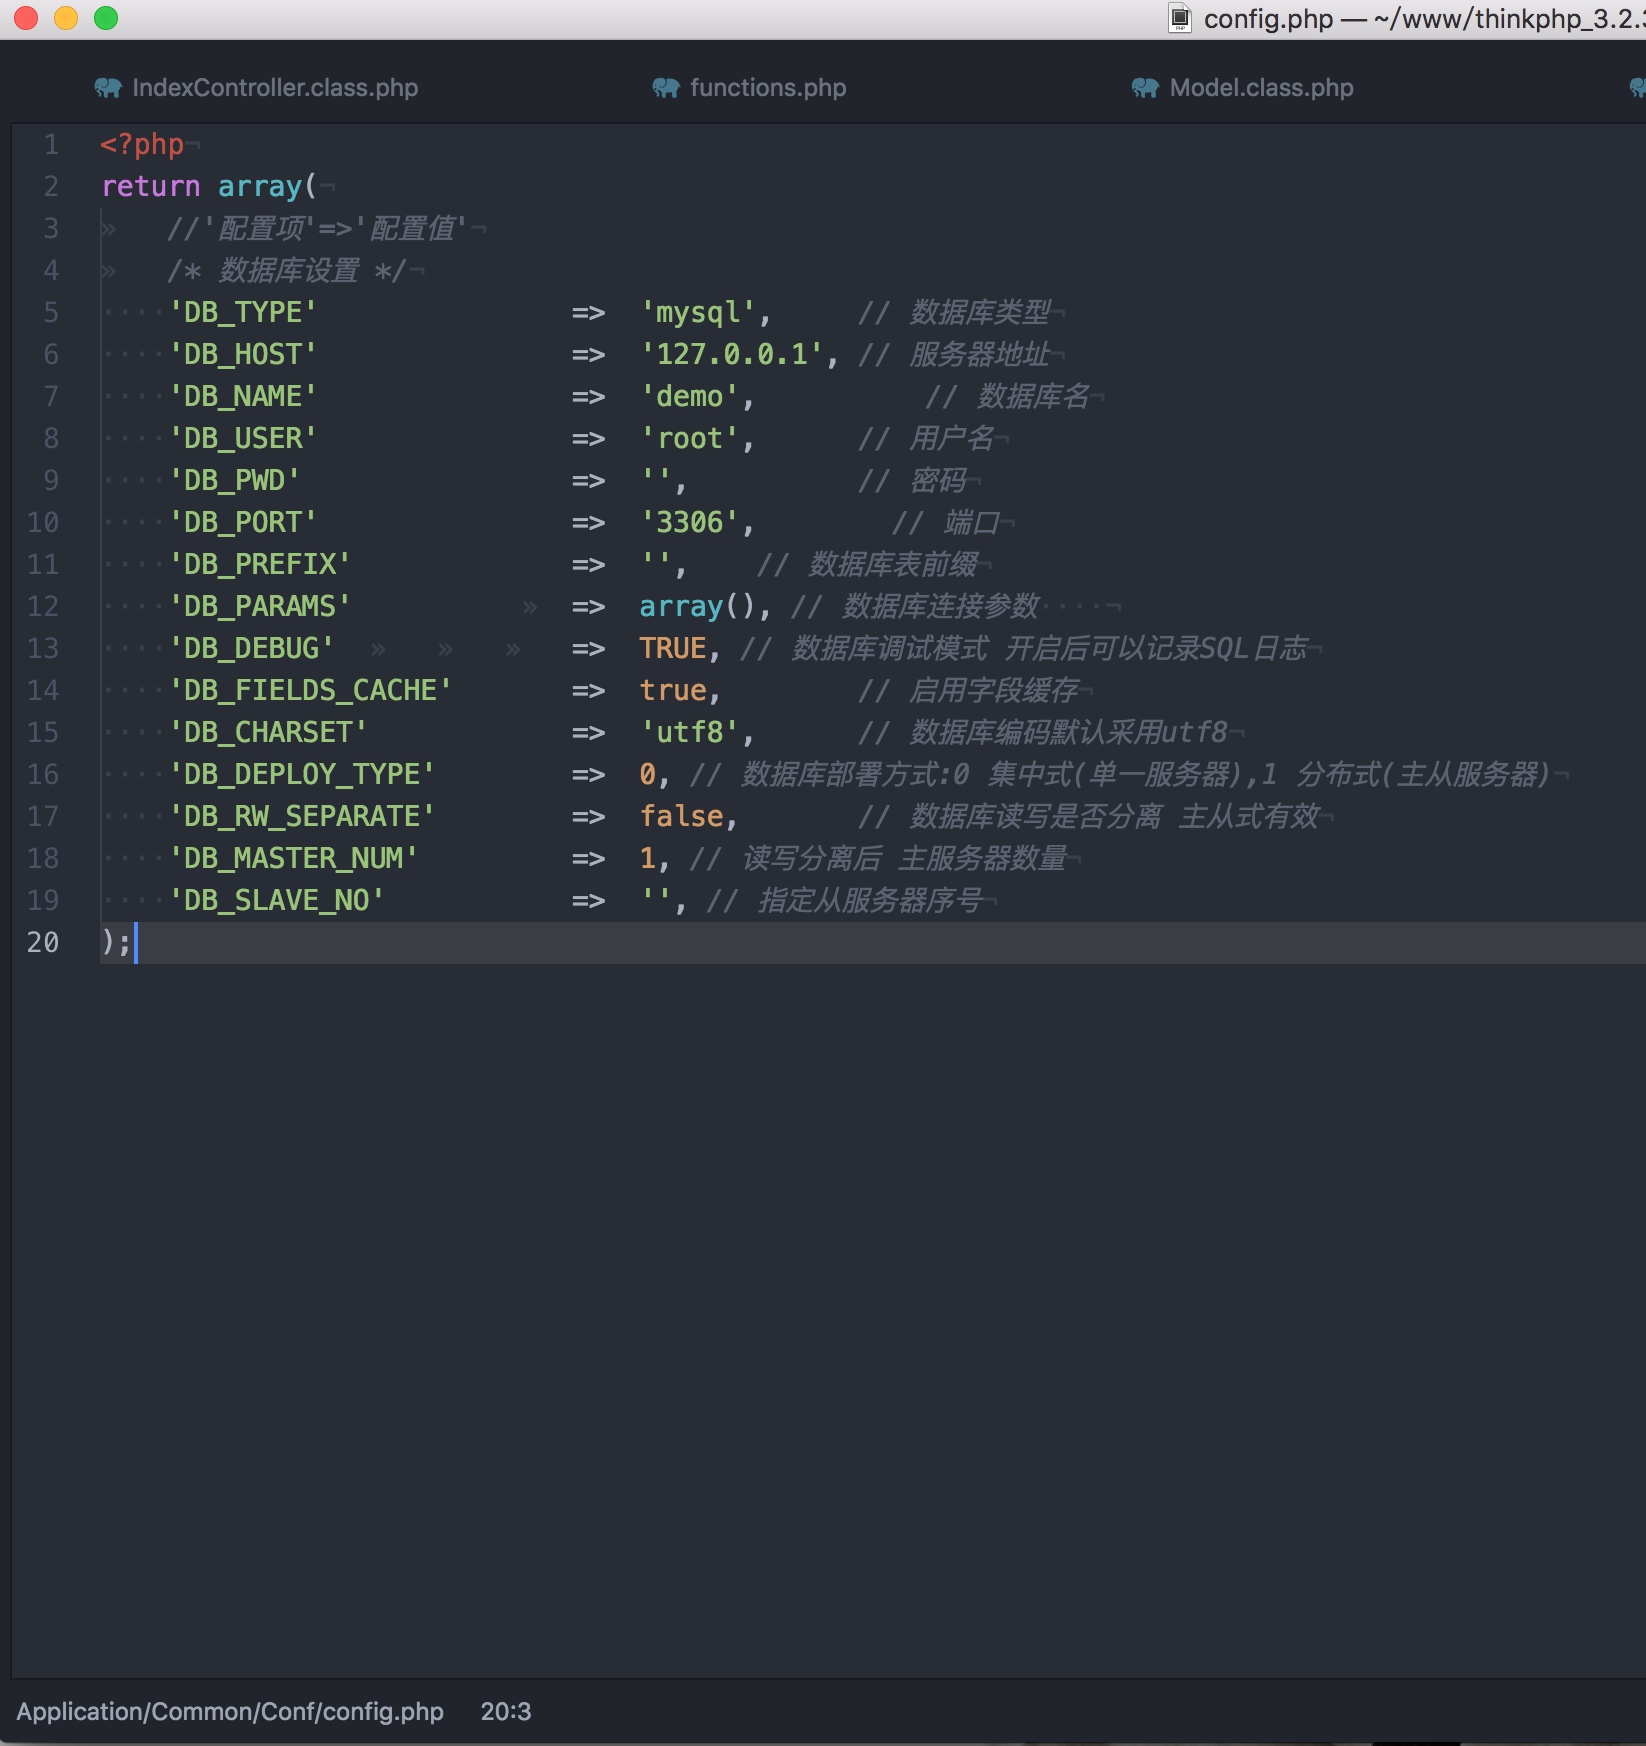 config.php — ~/www/thinkphp_3.2.3
IndexController.class.php
functions.php
Model.class.php
1 <?php
2 return array(
3 //'配置项'=>'配置值'
4 /* 数据库设置 */
5 'DB_TYPE' => 'mysql', // 数据库类型
6 'DB_HOST' => '127.0.0.1', // 服务器地址
7 'DB_NAME' => 'demo', // 数据库名
8 'DB_USER' => 'root', // 用户名
9 'DB_PWD' => '', // 密码
10 'DB_PORT' => '3306', // 端口
11 'DB_PREFIX' => '', // 数据库表前缀
12 'DB_PARAMS' => array(), // 数据库连接参数
13 'DB_DEBUG' => TRUE, // 数据库调试模式 开启后可以记录SQL日志
14 'DB_FIELDS_CACHE' => true, // 启用字段缓存
15 'DB_CHARSET' => 'utf8', // 数据库编码默认采用utf8
16 'DB_DEPLOY_TYPE' => 0, // 数据库部署方式:0 集中式(单一服务器),1 分布式(主从服务器)
17 'DB_RW_SEPARATE' => false, // 数据库读写是否分离 主从式有效
18 'DB_MASTER_NUM' => 1, // 读写分离后 主服务器数量
19 'DB_SLAVE_NO' => '', // 指定从服务器序号
20 );
Application/Common/Conf/config.php 20:3